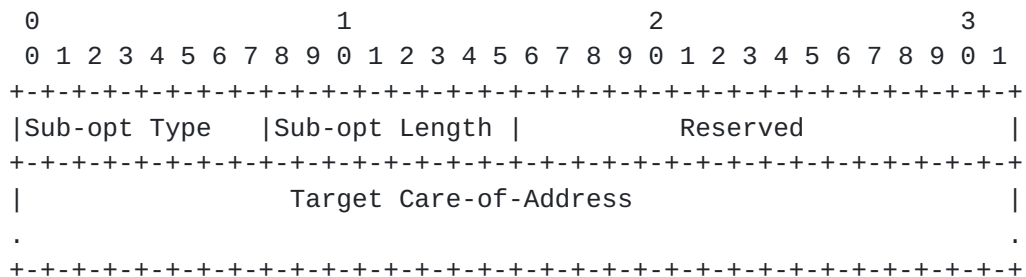 0                   1                   2                   3
 0 1 2 3 4 5 6 7 8 9 0 1 2 3 4 5 6 7 8 9 0 1 2 3 4 5 6 7 8 9 0 1
+-+-+-+-+-+-+-+-+-+-+-+-+-+-+-+-+-+-+-+-+-+-+-+-+-+-+-+-+-+-+-+-+
|Sub-opt Type   |Sub-opt Length |          Reserved             |
+-+-+-+-+-+-+-+-+-+-+-+-+-+-+-+-+-+-+-+-+-+-+-+-+-+-+-+-+-+-+-+-+
|                 Target Care-of-Address                        |
.                                                               .
+-+-+-+-+-+-+-+-+-+-+-+-+-+-+-+-+-+-+-+-+-+-+-+-+-+-+-+-+-+-+-+-+